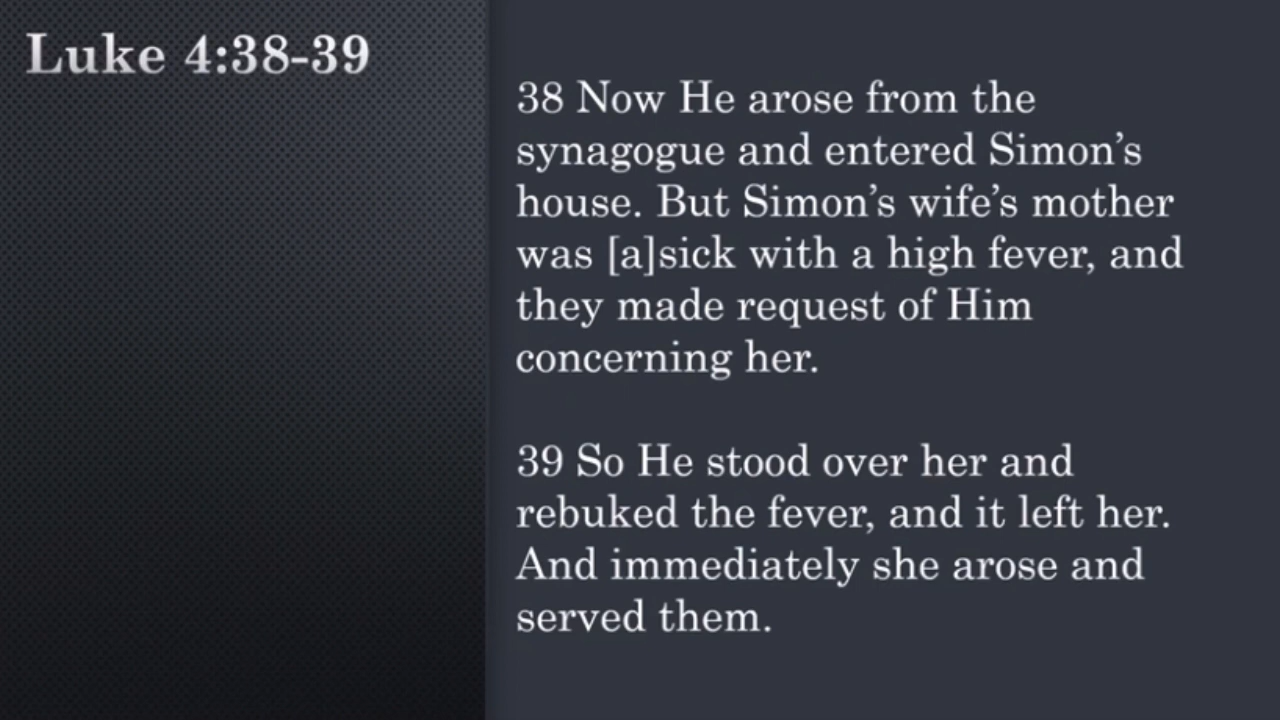 Luke 4:38-39
38 Now He arose from the
synagogue and entered Simon’s
house. But Simon’s wife’s mother
was [a]sick with a high fever, and
they made request of Him
concerning her.
39 So He stood over her and
rebuked the fever, and it left her.
And immediately she arose and
served them.